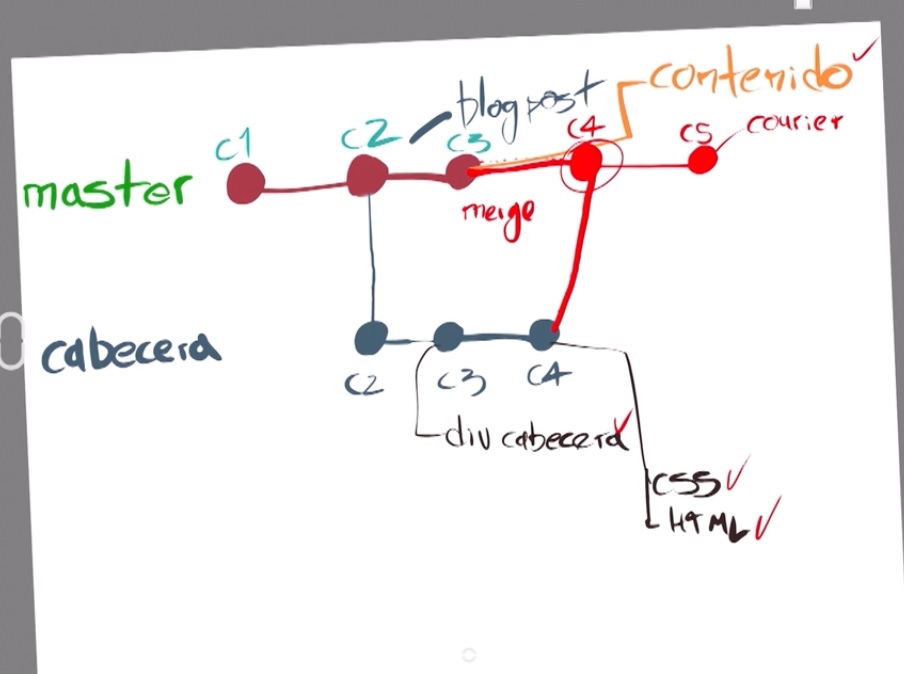 contenido
blogpost
C1
C2
C3
C4
C5
courier
master
merge
cabecera
C2
C3
C4
div cabecera
CSS
HTML